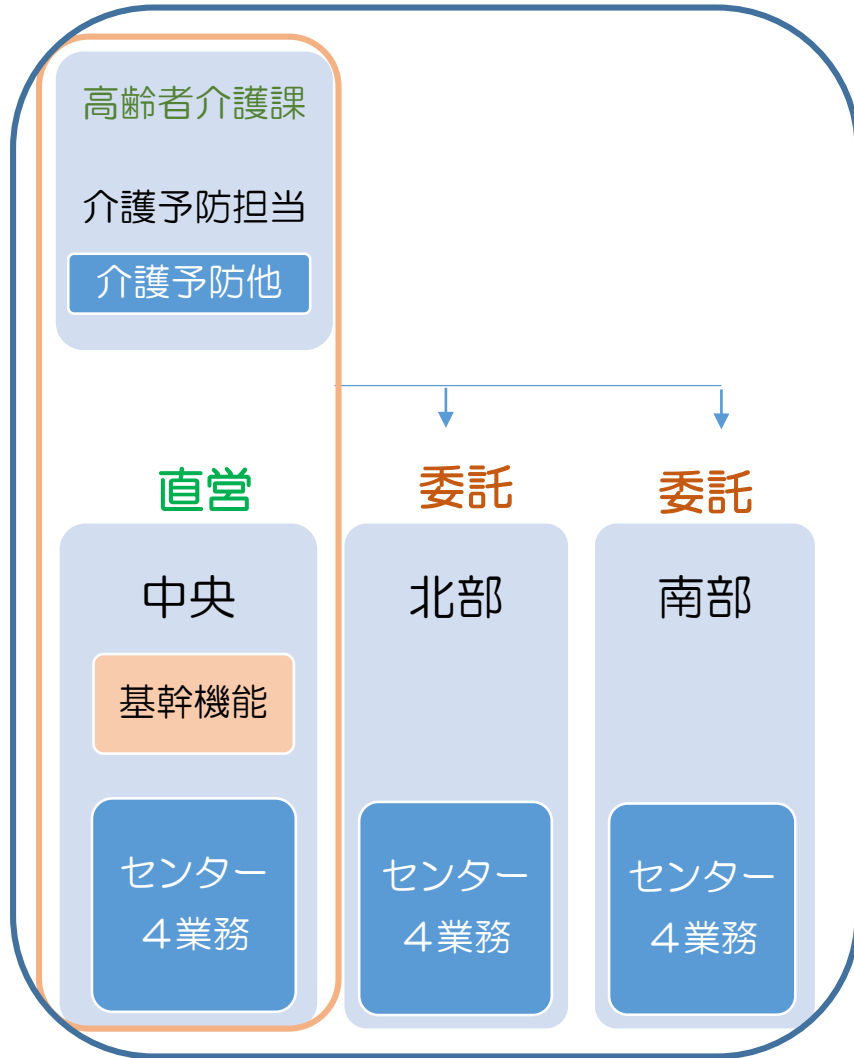 高齢者介護課
介護予防担当
介護予防他
直営
委託
委託
中央
北部
南部
基幹機能
センター
４業務
センター
４業務
センター
４業務